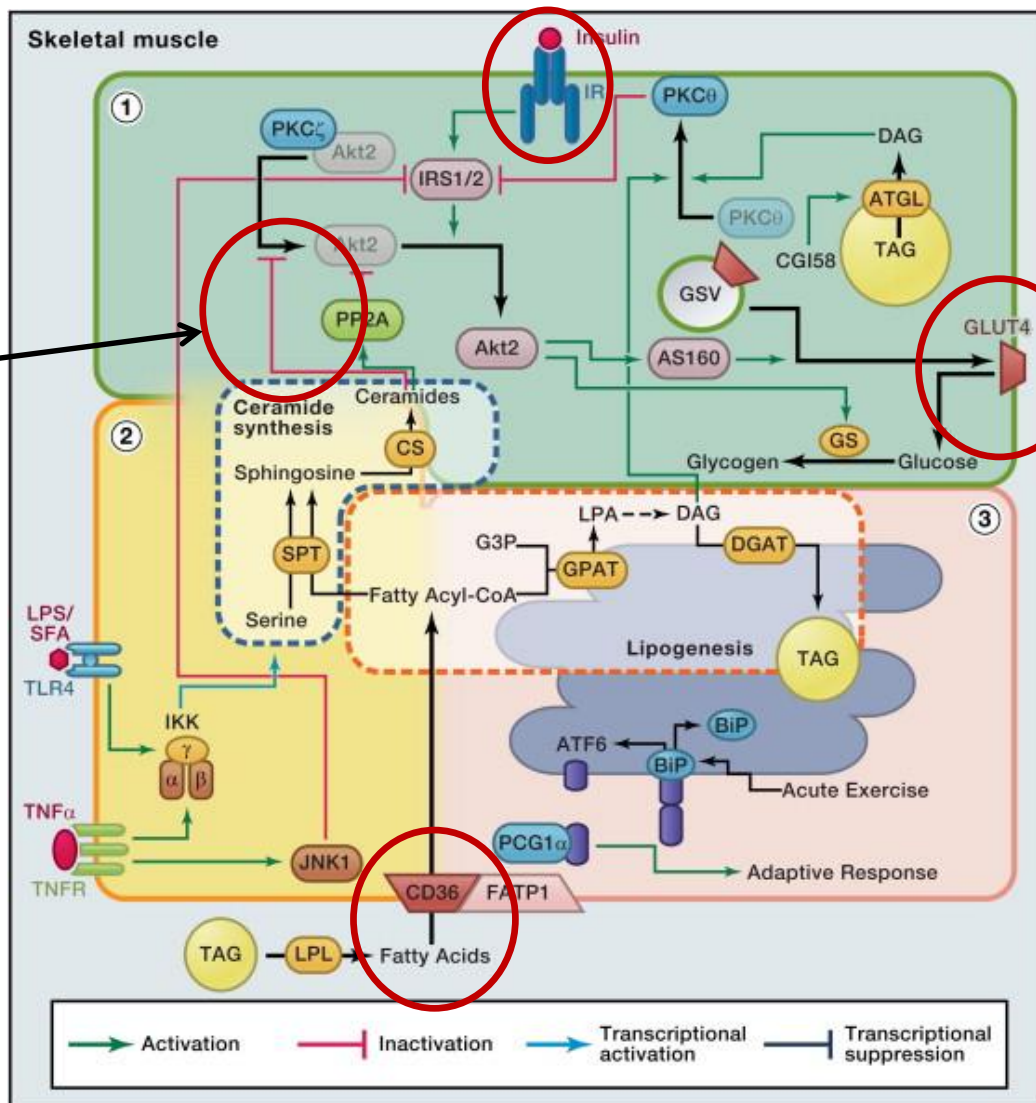 Skeletal muscle
Insulin
IR
PKCθ
1
PKCζ
Akt2
DAG
IRS1/2
ATGL
TAG
PKCθ
Akt2
CGI58
GSV
PP2A
GLUT4
Akt2
AS160
Ceramides
Ceramide
synthesis
2
CS
GS
Sphingosine
Glycogen
Glucose
LPA
DAG
3
G3P
DGAT
SPT
GPAT
Fatty Acyl-CoA
Serine
LPS/
SFA
Lipogenesis
TAG
TLR4
IKK
BiP
γ
ATF6
α
β
BiP
Acute Exercise
TNFα
PCG1α
JNK1
Adaptive Response
TNFR
CD36
FATP1
TAG
LPL
Fatty Acids
Activation
Inactivation
Transcriptional
activation
Transcriptional
suppression